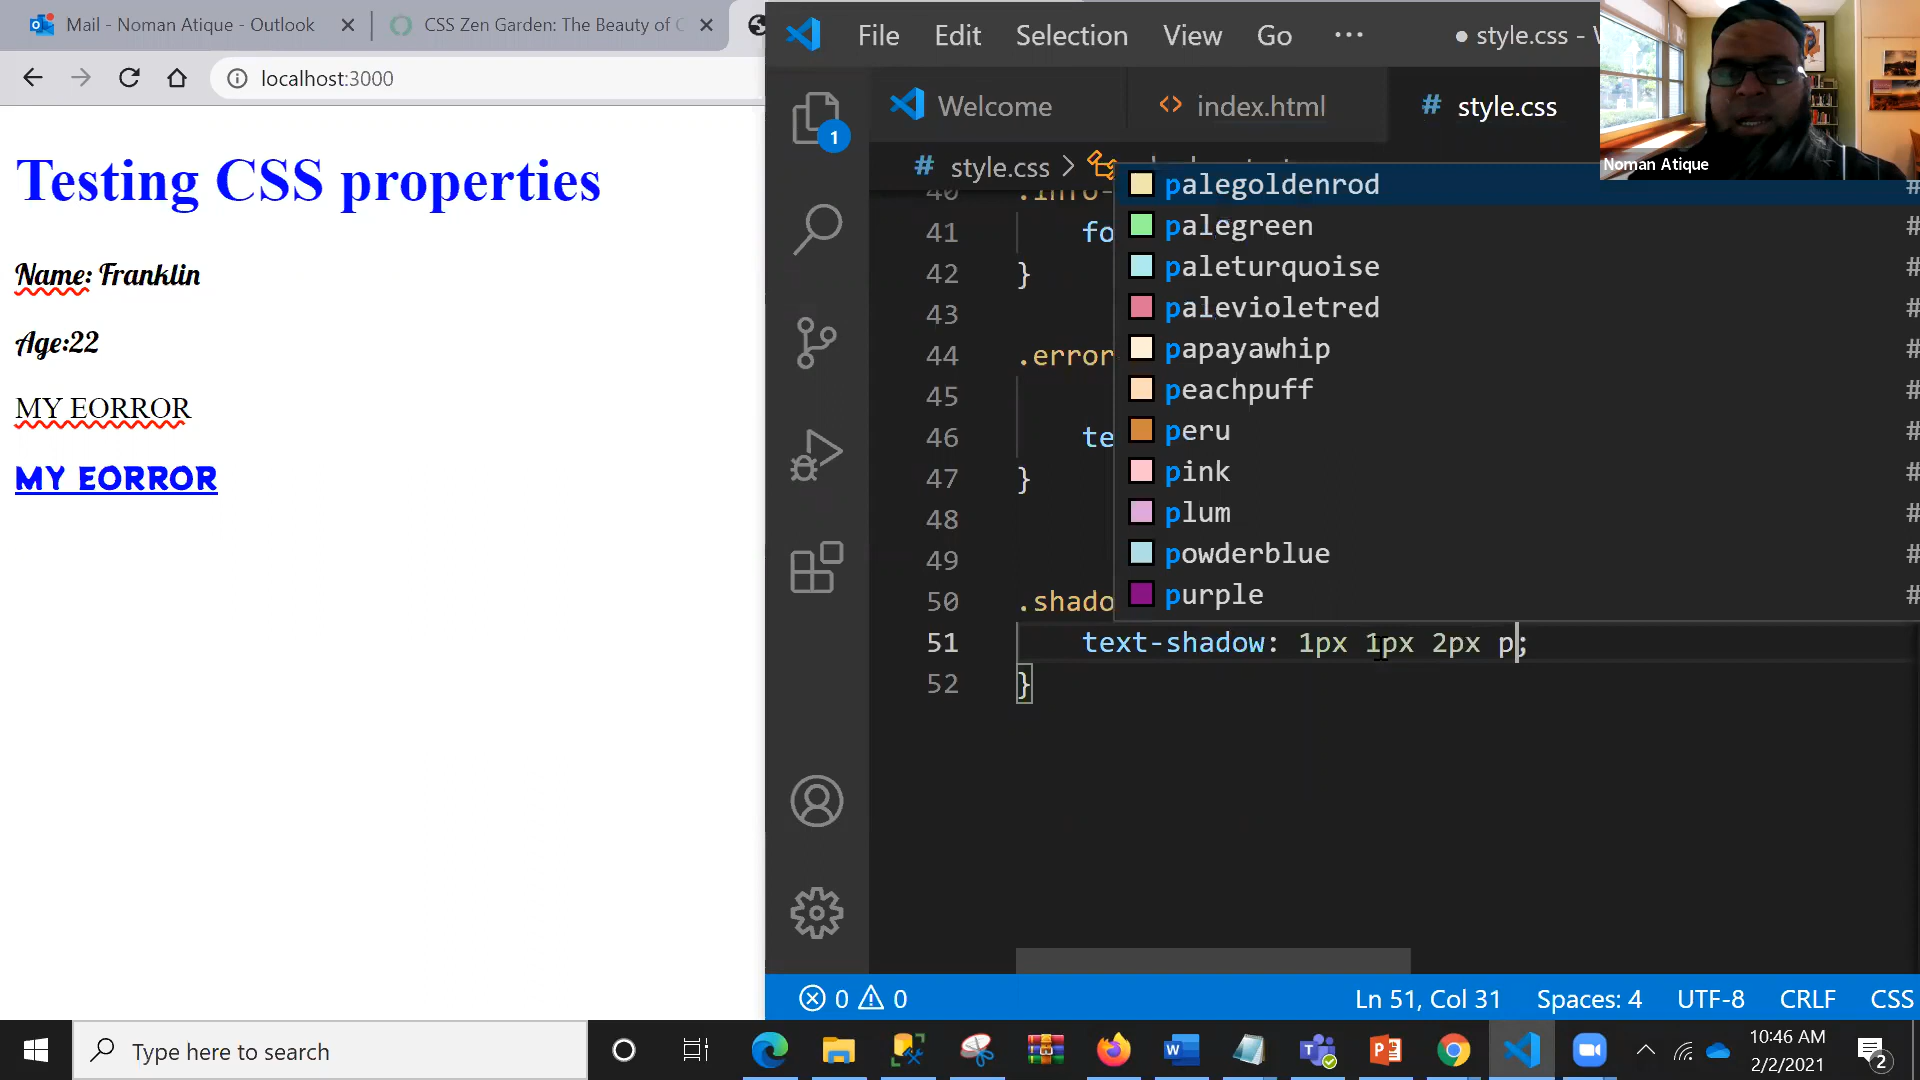 Mail - Noman Atique - Outlook
CSS Zen Garden: The Beauty of C
localhost:3000
Testing CSS properties
Name: Franklin
Age:22
MY EORROR
MY EORROR
File Edit Selection View Go ···
● style.css -
Noman Atique
1
Welcome
<> index.html
# style.css
# style.css >
palegoldenrod #
palegreen #
paleturquoise #
palevioletred #
papayawhip #
peachpuff #
peru #
pink #
plum #
powderblue #
purple #
40 .info-
41 fo
42 }
43
44 .error
45
46 te
47 }
48
49
50 .shado
51 text-shadow: 1px 1px 2px p;
52 }
0 0
Ln 51, Col 31 Spaces: 4 UTF-8 CRLF CSS
Type here to search
10:46 AM
2/2/2021
2